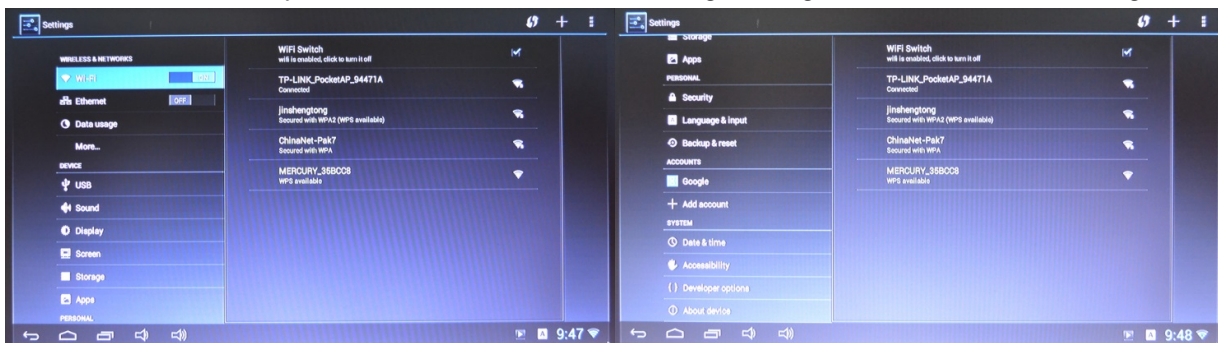 Settings
WIRELESS & NETWORKS
Wi-Fi ON
Ethernet OFF
Data usage
More...
DEVICE
USB
Sound
Display
Screen
Storage
Apps
PERSONAL
WiFi Switch
wifi is enabled, click to turn it off
TP-LINK_PocketAP_94471A
Connected
jinshengtong
Secured with WPA2 (WPS available)
ChinaNet-Pak7
Secured with WPA
MERCURY_35BCC8
WPS available
A 9:47
Settings
Storage
Apps
PERSONAL
Security
A Language & input
Backup & reset
ACCOUNTS
Google
Add account
SYSTEM
Date & time
Accessibility
{ } Developer options
About device
WiFi Switch
wifi is enabled, click to turn it off
TP-LINK_PocketAP_94471A
Connected
jinshengtong
Secured with WPA2 (WPS available)
ChinaNet-Pak7
Secured with WPA
MERCURY_35BCC8
WPS available
A 9:48